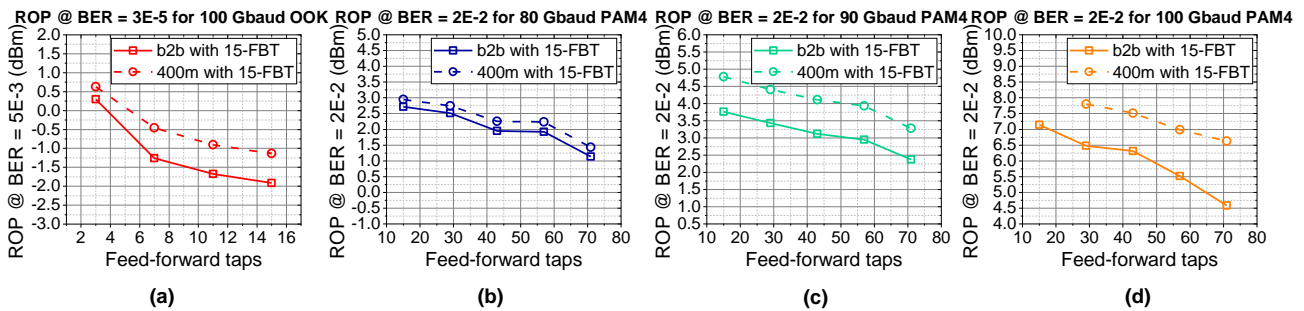 ROP @ BER = 3E-5 for 100 Gbaud OOK
ROP @ BER = 5E-3 (dBm)
2.0
1.5
1.0
0.5
0.0
-0.5
-1.0
-1.5
-2.0
-2.5
-3.0
b2b with 15-FBT
400m with 15-FBT
2 4 6 8 10 12 14 16
Feed-forward taps
(a)
ROP @ BER = 2E-2 for 80 Gbaud PAM4
ROP @ BER = 2E-2 (dBm)
5.0
4.5
4.0
3.5
3.0
2.5
2.0
1.5
1.0
0.5
0.0
-0.5
-1.0
b2b with 15-FBT
400m with 15-FBT
10 20 30 40 50 60 70 80
Feed-forward taps
(b)
ROP @ BER = 2E-2 for 90 Gbaud PAM4
ROP @ BER = 2E-2 (dBm)
6.0
5.5
5.0
4.5
4.0
3.5
3.0
2.5
2.0
1.5
1.0
0.5
b2b with 15-FBT
400m with 15-FBT
10 20 30 40 50 60 70 80
Feed-forward taps
(c)
ROP @ BER = 2E-2 for 100 Gbaud PAM4
ROP @ BER = 2E-2 (dBm)
10.0
9.5
9.0
8.5
8.0
7.5
7.0
6.5
6.0
5.5
5.0
4.5
4.0
b2b with 15-FBT
400m with 15-FBT
10 20 30 40 50 60 70 80
Feed-forward taps
(d)